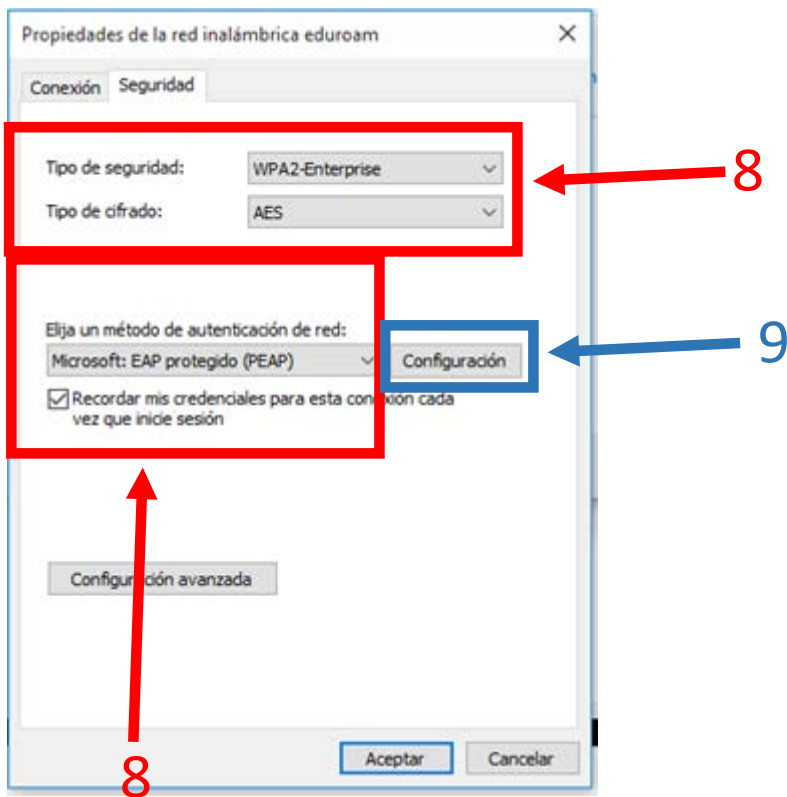 Propiedades de la red inalámbrica eduroam
Conexión Seguridad
Tipo de seguridad: WPA2-Enterprise
8
Tipo de cifrado: AES
Elija un método de autenticación de red:
Microsoft: EAP protegido (PEAP) Configuración
9
Recordar mis credenciales para esta conexión cada
vez que inicie sesión
Configuración avanzada
Aceptar Cancelar
8